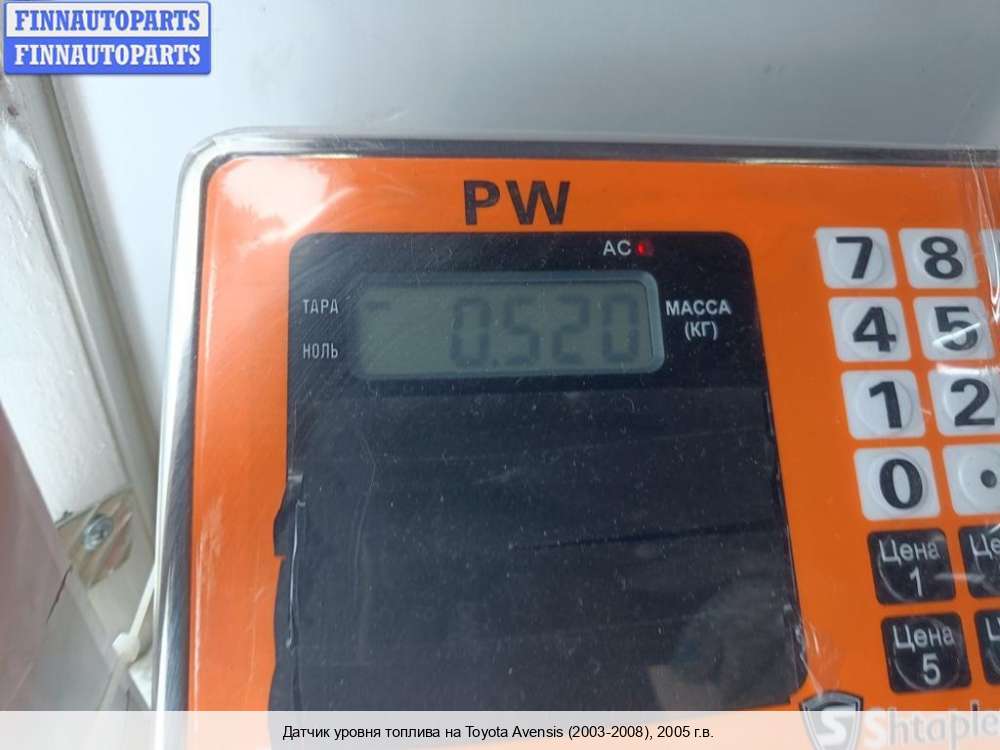 FINNAUTOPARTS
FINNAUTOPARTS
PW
AC
ТАРА
НОЛЬ
0.520
МАССА
(КГ)
7 8
4 5
1 2
0 .
Цена
1
Цена
5
Shtaple
Датчик уровня топлива на Toyota Avensis (2003-2008), 2005 г.в.